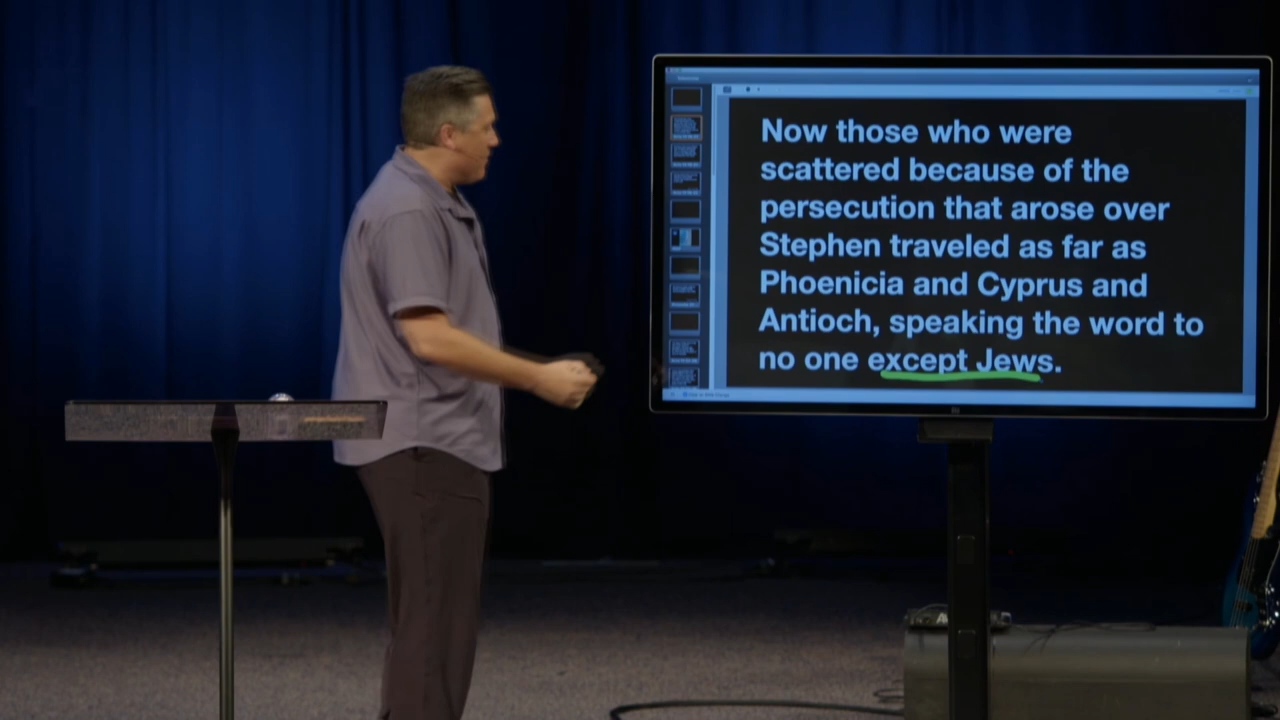 Now those who were
scattered because of the
persecution that arose over
Stephen traveled as far as
Phoenicia and Cyprus and
Antioch, speaking the word to
no one except Jews.